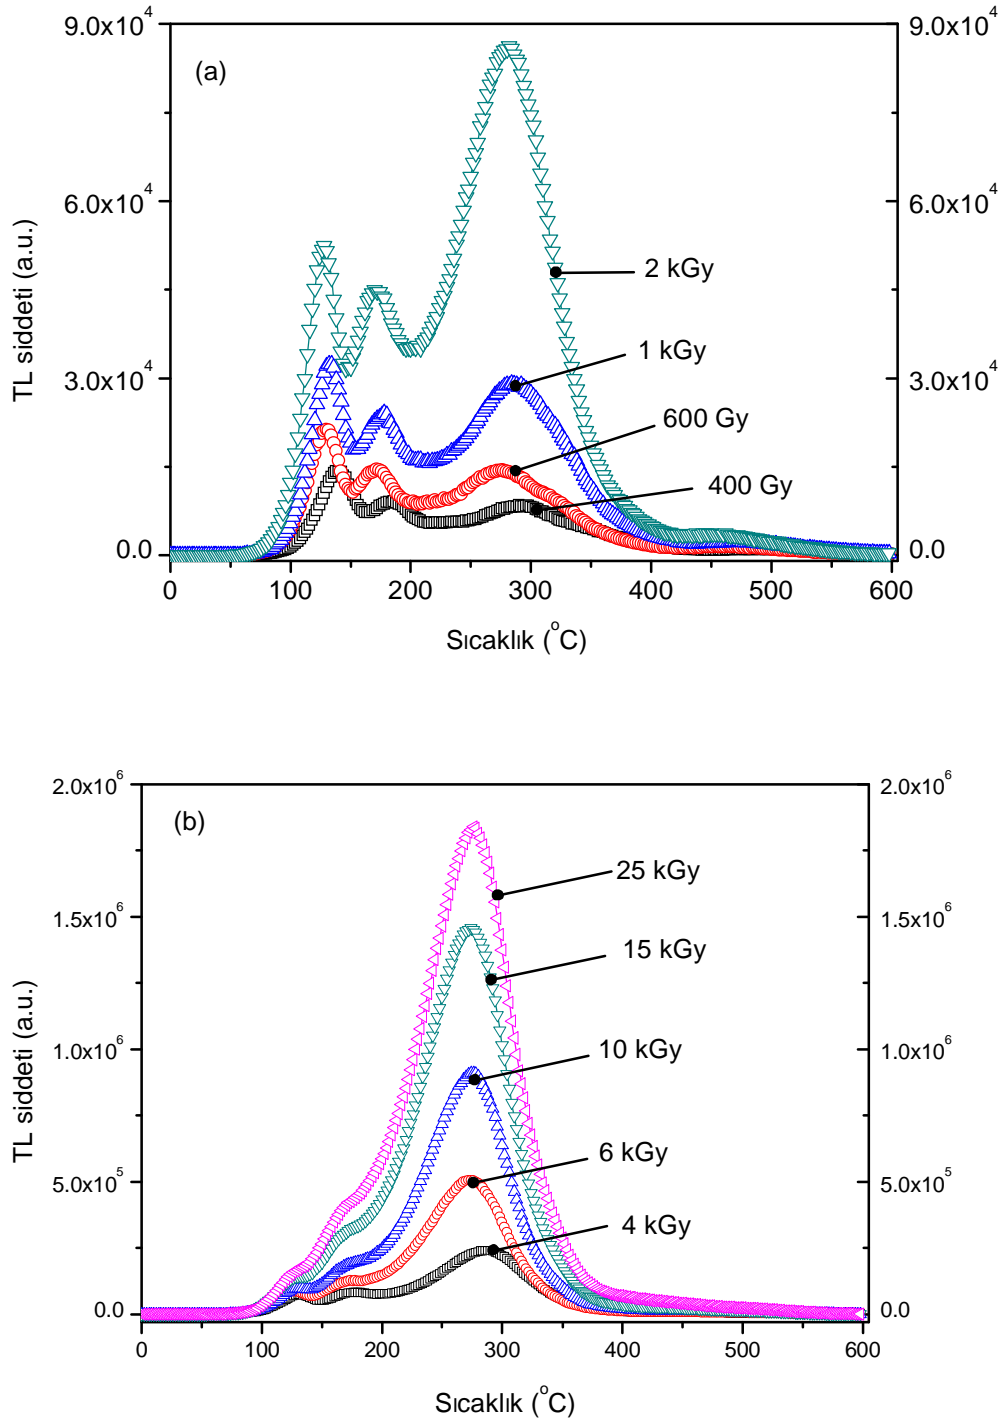 9.0x10^4 9.0x10^4
(a)
6.0x10^4 6.0x10^4
2 kGy
1 kGy
3.0x10^4 3.0x10^4
600 Gy
400 Gy
0.0 0.0
0 100 200 300 400 500 600
TL siddeti (a.u.)
Sıcaklık (°C)
2.0x10^6 2.0x10^6
(b)
25 kGy
1.5x10^6 1.5x10^6
15 kGy
10 kGy
1.0x10^6 1.0x10^6
6 kGy
5.0x10^5 5.0x10^5
4 kGy
0.0 0.0
0 100 200 300 400 500 600
TL siddeti (a.u.)
Sıcaklık (°C)